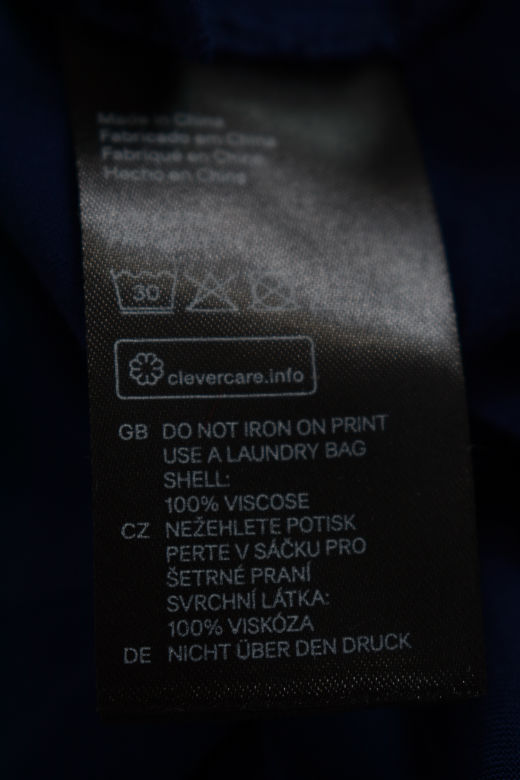 Made in China
Fabricado em China
Fabriqué en Chine
Hecho en China
30
clevercare.info
GB DO NOT IRON ON PRINT
USE A LAUNDRY BAG
SHELL:
100% VISCOSE
CZ NEŽEHLETE POTISK
PERTE V SÁČKU PRO
ŠETRNÉ PRANÍ
SVRCHNÍ LÁTKA:
100% VISKÓZA
DE NICHT ÜBER DEN DRUCK